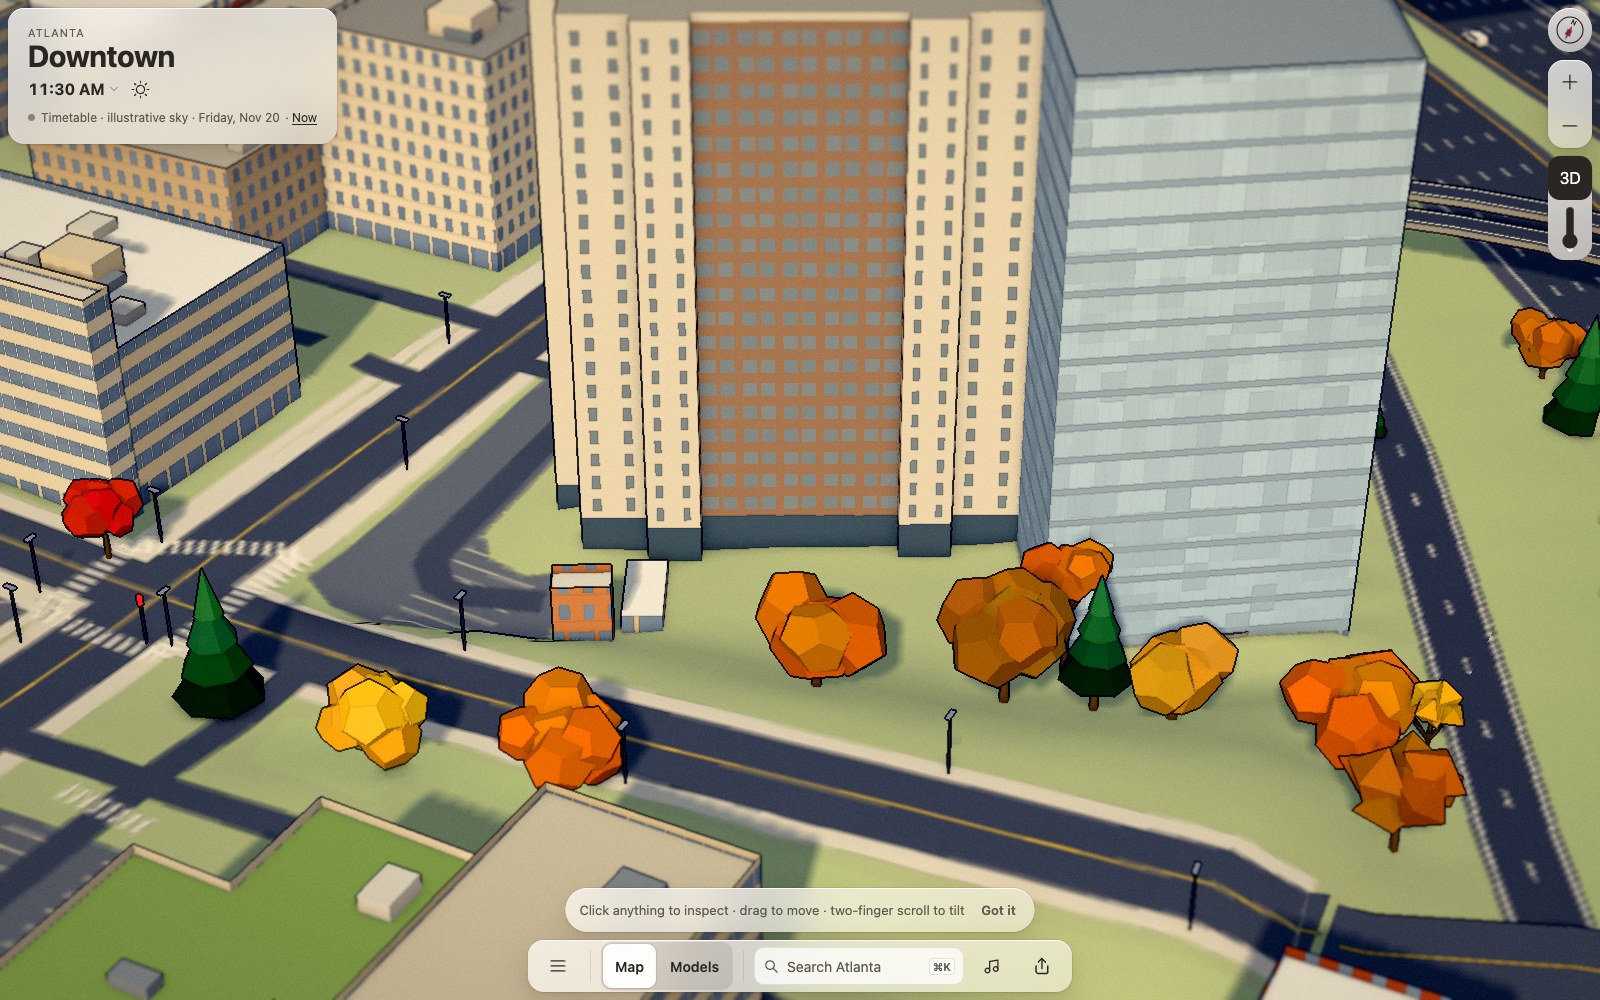 ATLANTA
Downtown
11:30 AM
Timetable · illustrative sky · Friday, Nov 20 · Now
N
3D
Click anything to inspect · drag to move · two-finger scroll to tilt Got it
Map Models Search Atlanta ⌘K